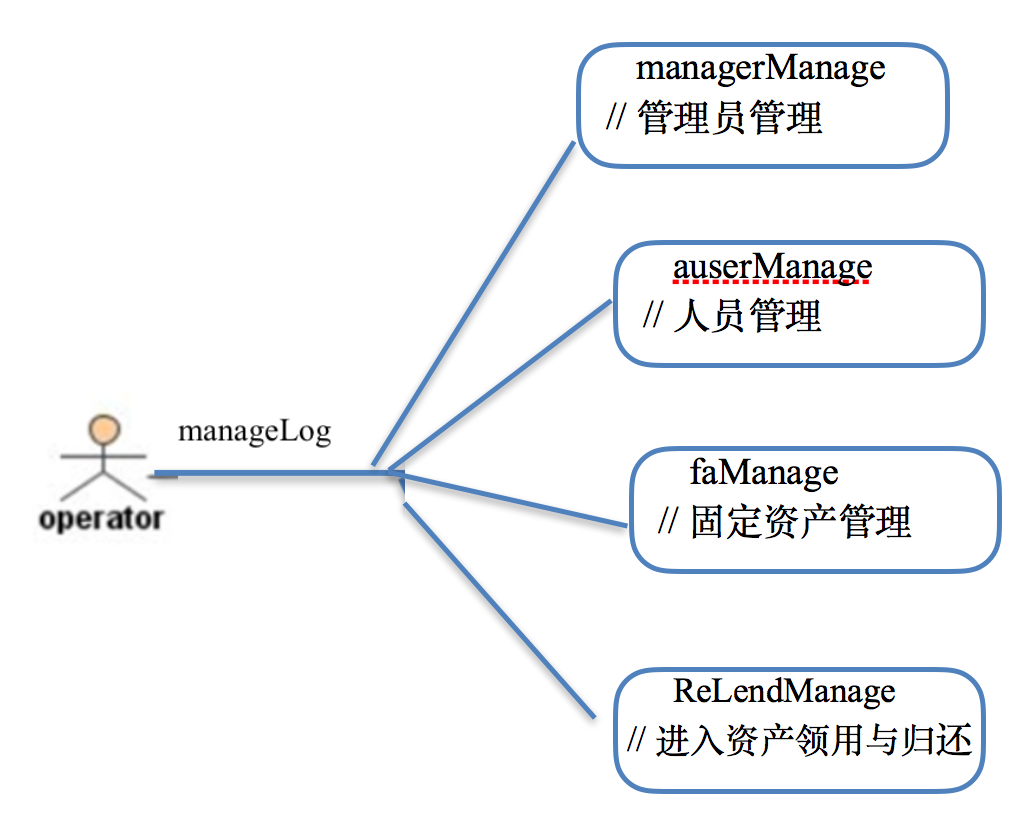 managerManage
// 管理员管理
auserManage
// 人员管理
manageLog
operator
faManage
// 固定资产管理
ReLendManage
// 进入资产领用与归还